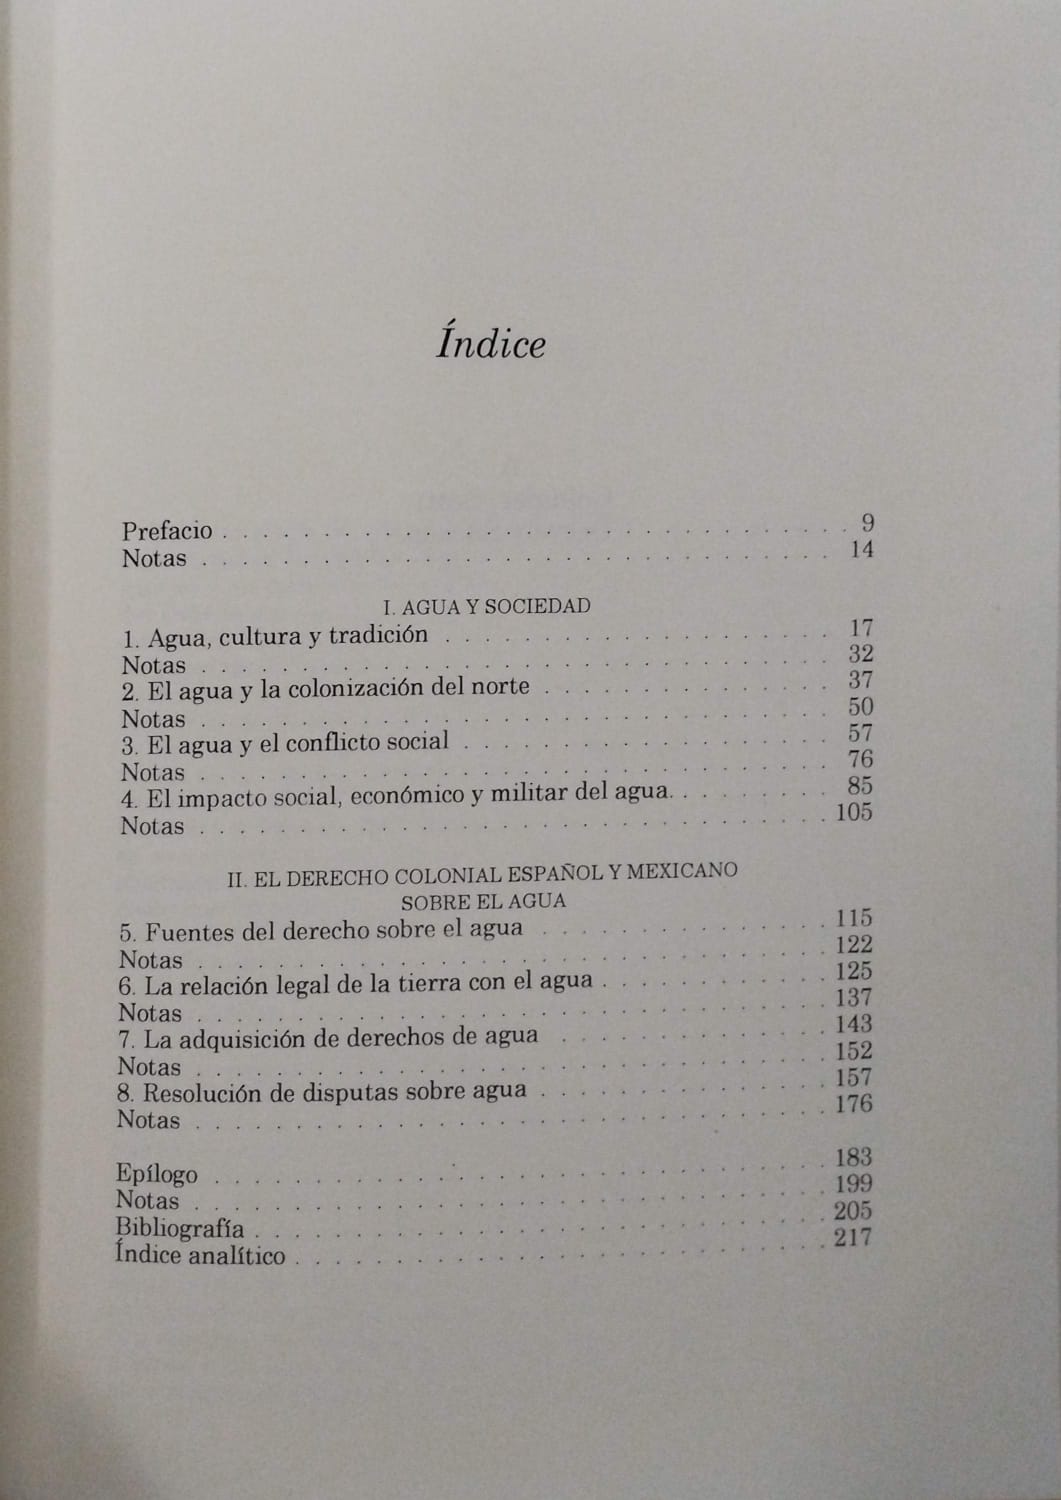 Índice
Prefacio . . . . . . . . . . . . . . . . . . . . . . . . . . . . . . . 9
Notas . . . . . . . . . . . . . . . . . . . . . . . . . . . . . . . . 14
I. AGUA Y SOCIEDAD
1. Agua, cultura y tradición . . . . . . . . . . . . . . . . . . . . 17
Notas . . . . . . . . . . . . . . . . . . . . . . . . . . . . . . . . 32
2. El agua y la colonización del norte . . . . . . . . . . . . . . . 37
Notas . . . . . . . . . . . . . . . . . . . . . . . . . . . . . . . . 50
3. El agua y el conflicto social . . . . . . . . . . . . . . . . . . . 57
Notas . . . . . . . . . . . . . . . . . . . . . . . . . . . . . . . . 76
4. El impacto social, económico y militar del agua. . . . . . . . . 85
Notas . . . . . . . . . . . . . . . . . . . . . . . . . . . . . . . . 105
II. EL DERECHO COLONIAL ESPAÑOL Y MEXICANO
SOBRE EL AGUA
5. Fuentes del derecho sobre el agua . . . . . . . . . . . . . . . 115
Notas . . . . . . . . . . . . . . . . . . . . . . . . . . . . . . . . 122
6. La relación legal de la tierra con el agua . . . . . . . . . . . . 125
Notas . . . . . . . . . . . . . . . . . . . . . . . . . . . . . . . . 137
7. La adquisición de derechos de agua . . . . . . . . . . . . . . 143
Notas . . . . . . . . . . . . . . . . . . . . . . . . . . . . . . . . 152
8. Resolución de disputas sobre agua . . . . . . . . . . . . . . . 157
Notas . . . . . . . . . . . . . . . . . . . . . . . . . . . . . . . . 176
Epílogo . . . . . . . . . . . . . . . . . . . . . . . . . . . . . . . 183
Notas . . . . . . . . . . . . . . . . . . . . . . . . . . . . . . . . 199
Bibliografía . . . . . . . . . . . . . . . . . . . . . . . . . . . . . 205
Índice analítico . . . . . . . . . . . . . . . . . . . . . . . . . . . 217